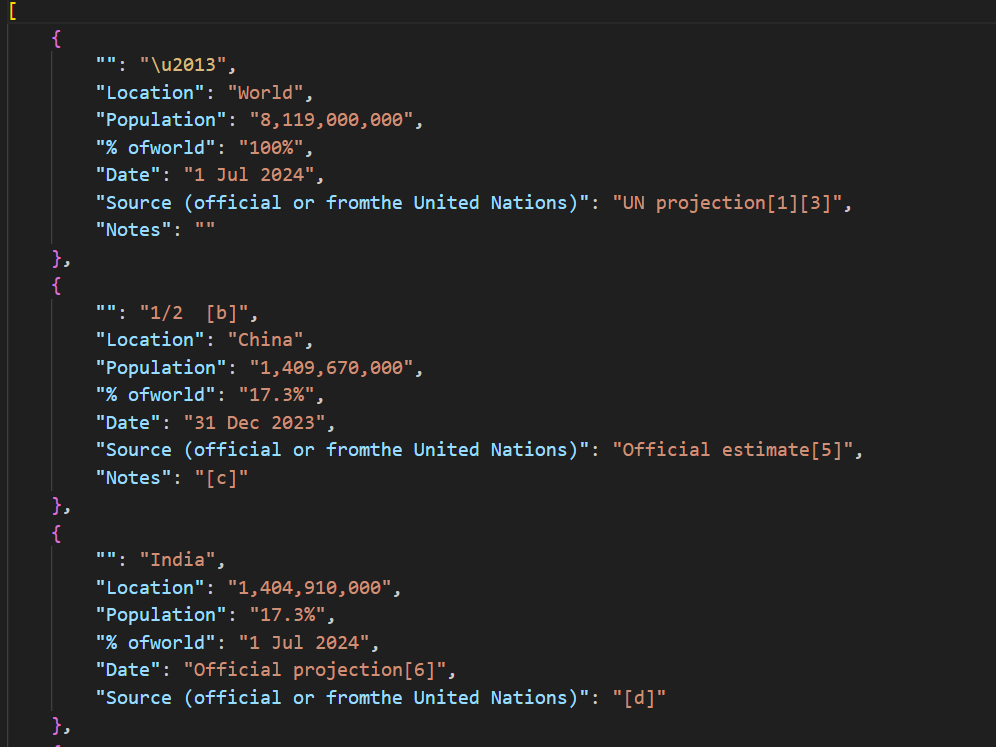 [
{
"": "\u2013",
"Location": "World",
"Population": "8,119,000,000",
"% ofworld": "100%",
"Date": "1 Jul 2024",
"Source (official or fromthe United Nations)": "UN projection[1][3]",
"Notes": ""
},
{
"": "1/2  [b]",
"Location": "China",
"Population": "1,409,670,000",
"% ofworld": "17.3%",
"Date": "31 Dec 2023",
"Source (official or fromthe United Nations)": "Official estimate[5]",
"Notes": "[c]"
},
{
"": "India",
"Location": "1,404,910,000",
"Population": "17.3%",
"% ofworld": "1 Jul 2024",
"Date": "Official projection[6]",
"Source (official or fromthe United Nations)": "[d]"
},